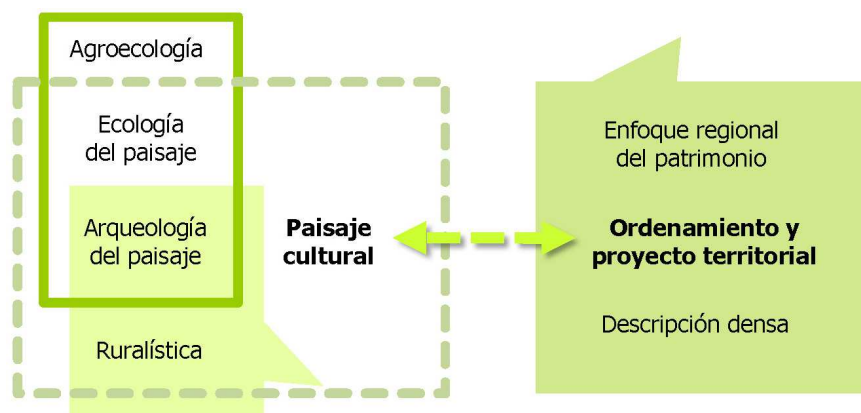 Agroecología
Ecología
del paisaje
Arqueología
del paisaje
Ruralística
Paisaje
cultural
Enfoque regional
del patrimonio
Ordenamiento y
proyecto territorial
Descripción densa